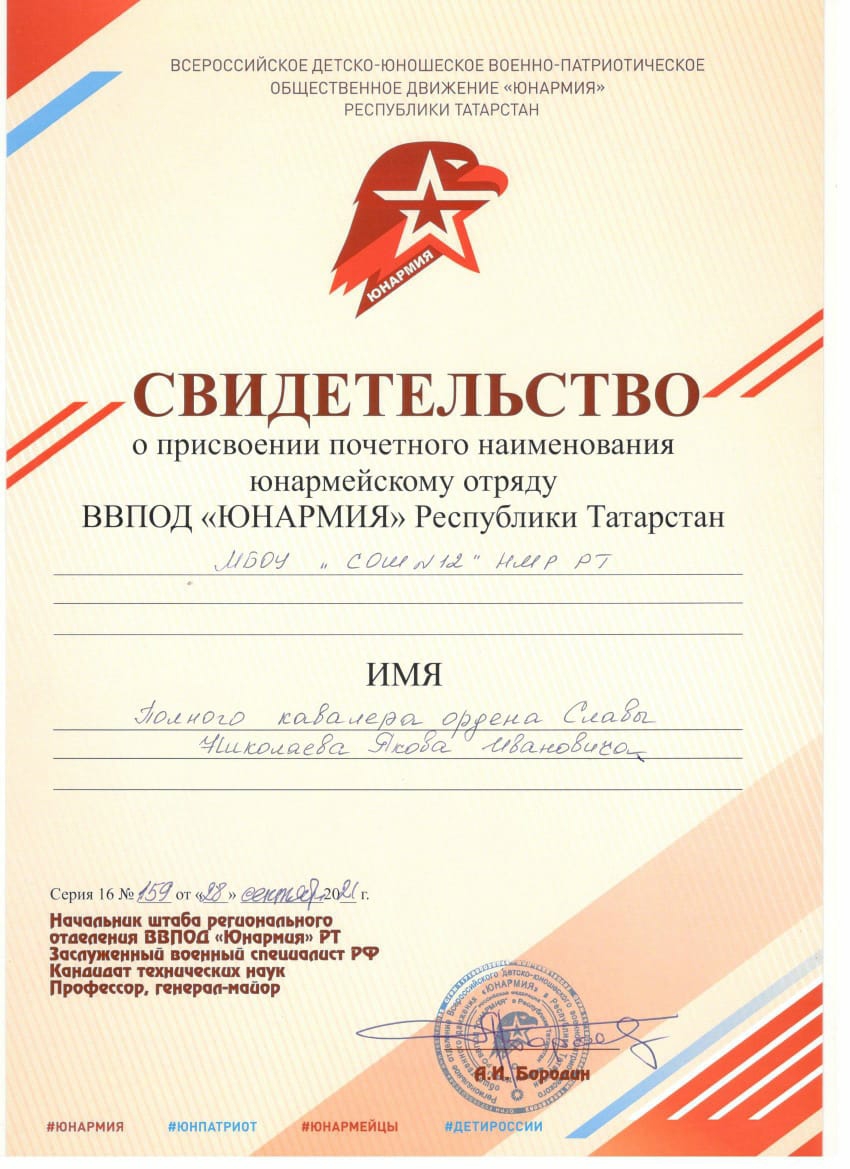 ВСЕРОССИЙСКОЕ ДЕТСКО-ЮНОШЕСКОЕ ВОЕННО-ПАТРИОТИЧЕСКОЕ
ОБЩЕСТВЕННОЕ ДВИЖЕНИЕ «ЮНАРМИЯ»
РЕСПУБЛИКИ ТАТАРСТАН
ЮНАРМИЯ
СВИДЕТЕЛЬСТВО
о присвоении почетного наименования
юнармейскому отряду
ВВПОД «ЮНАРМИЯ» Республики Татарстан
МБОУ „СОШ №12" НМР РТ
ИМЯ
Полного кавалера ордена Славы
Николаева Якова Ивановича
Серия 16 № 159 от «28» сентября 2021 г.
Начальник штаба регионального
отделения ВВПОД «Юнармия» РТ
Заслуженный военный специалист РФ
Кандидат технических наук
Профессор, генерал-майор
А.И. Бородин
#ЮНАРМИЯ #ЮНПАТРИОТ #ЮНАРМЕЙЦЫ #ДЕТИРОССИИ